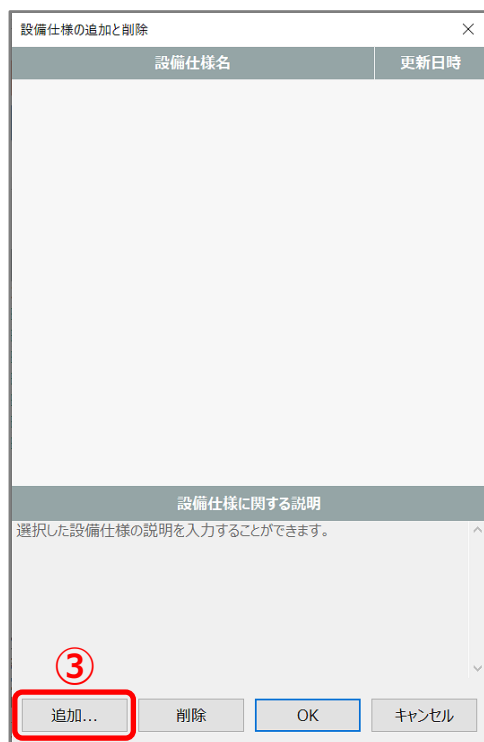 設備仕様の追加と削除
設備仕様名 更新日時
設備仕様に関する説明
選択した設備仕様の説明を入力することができます。
③
追加... 削除 OK キャンセル